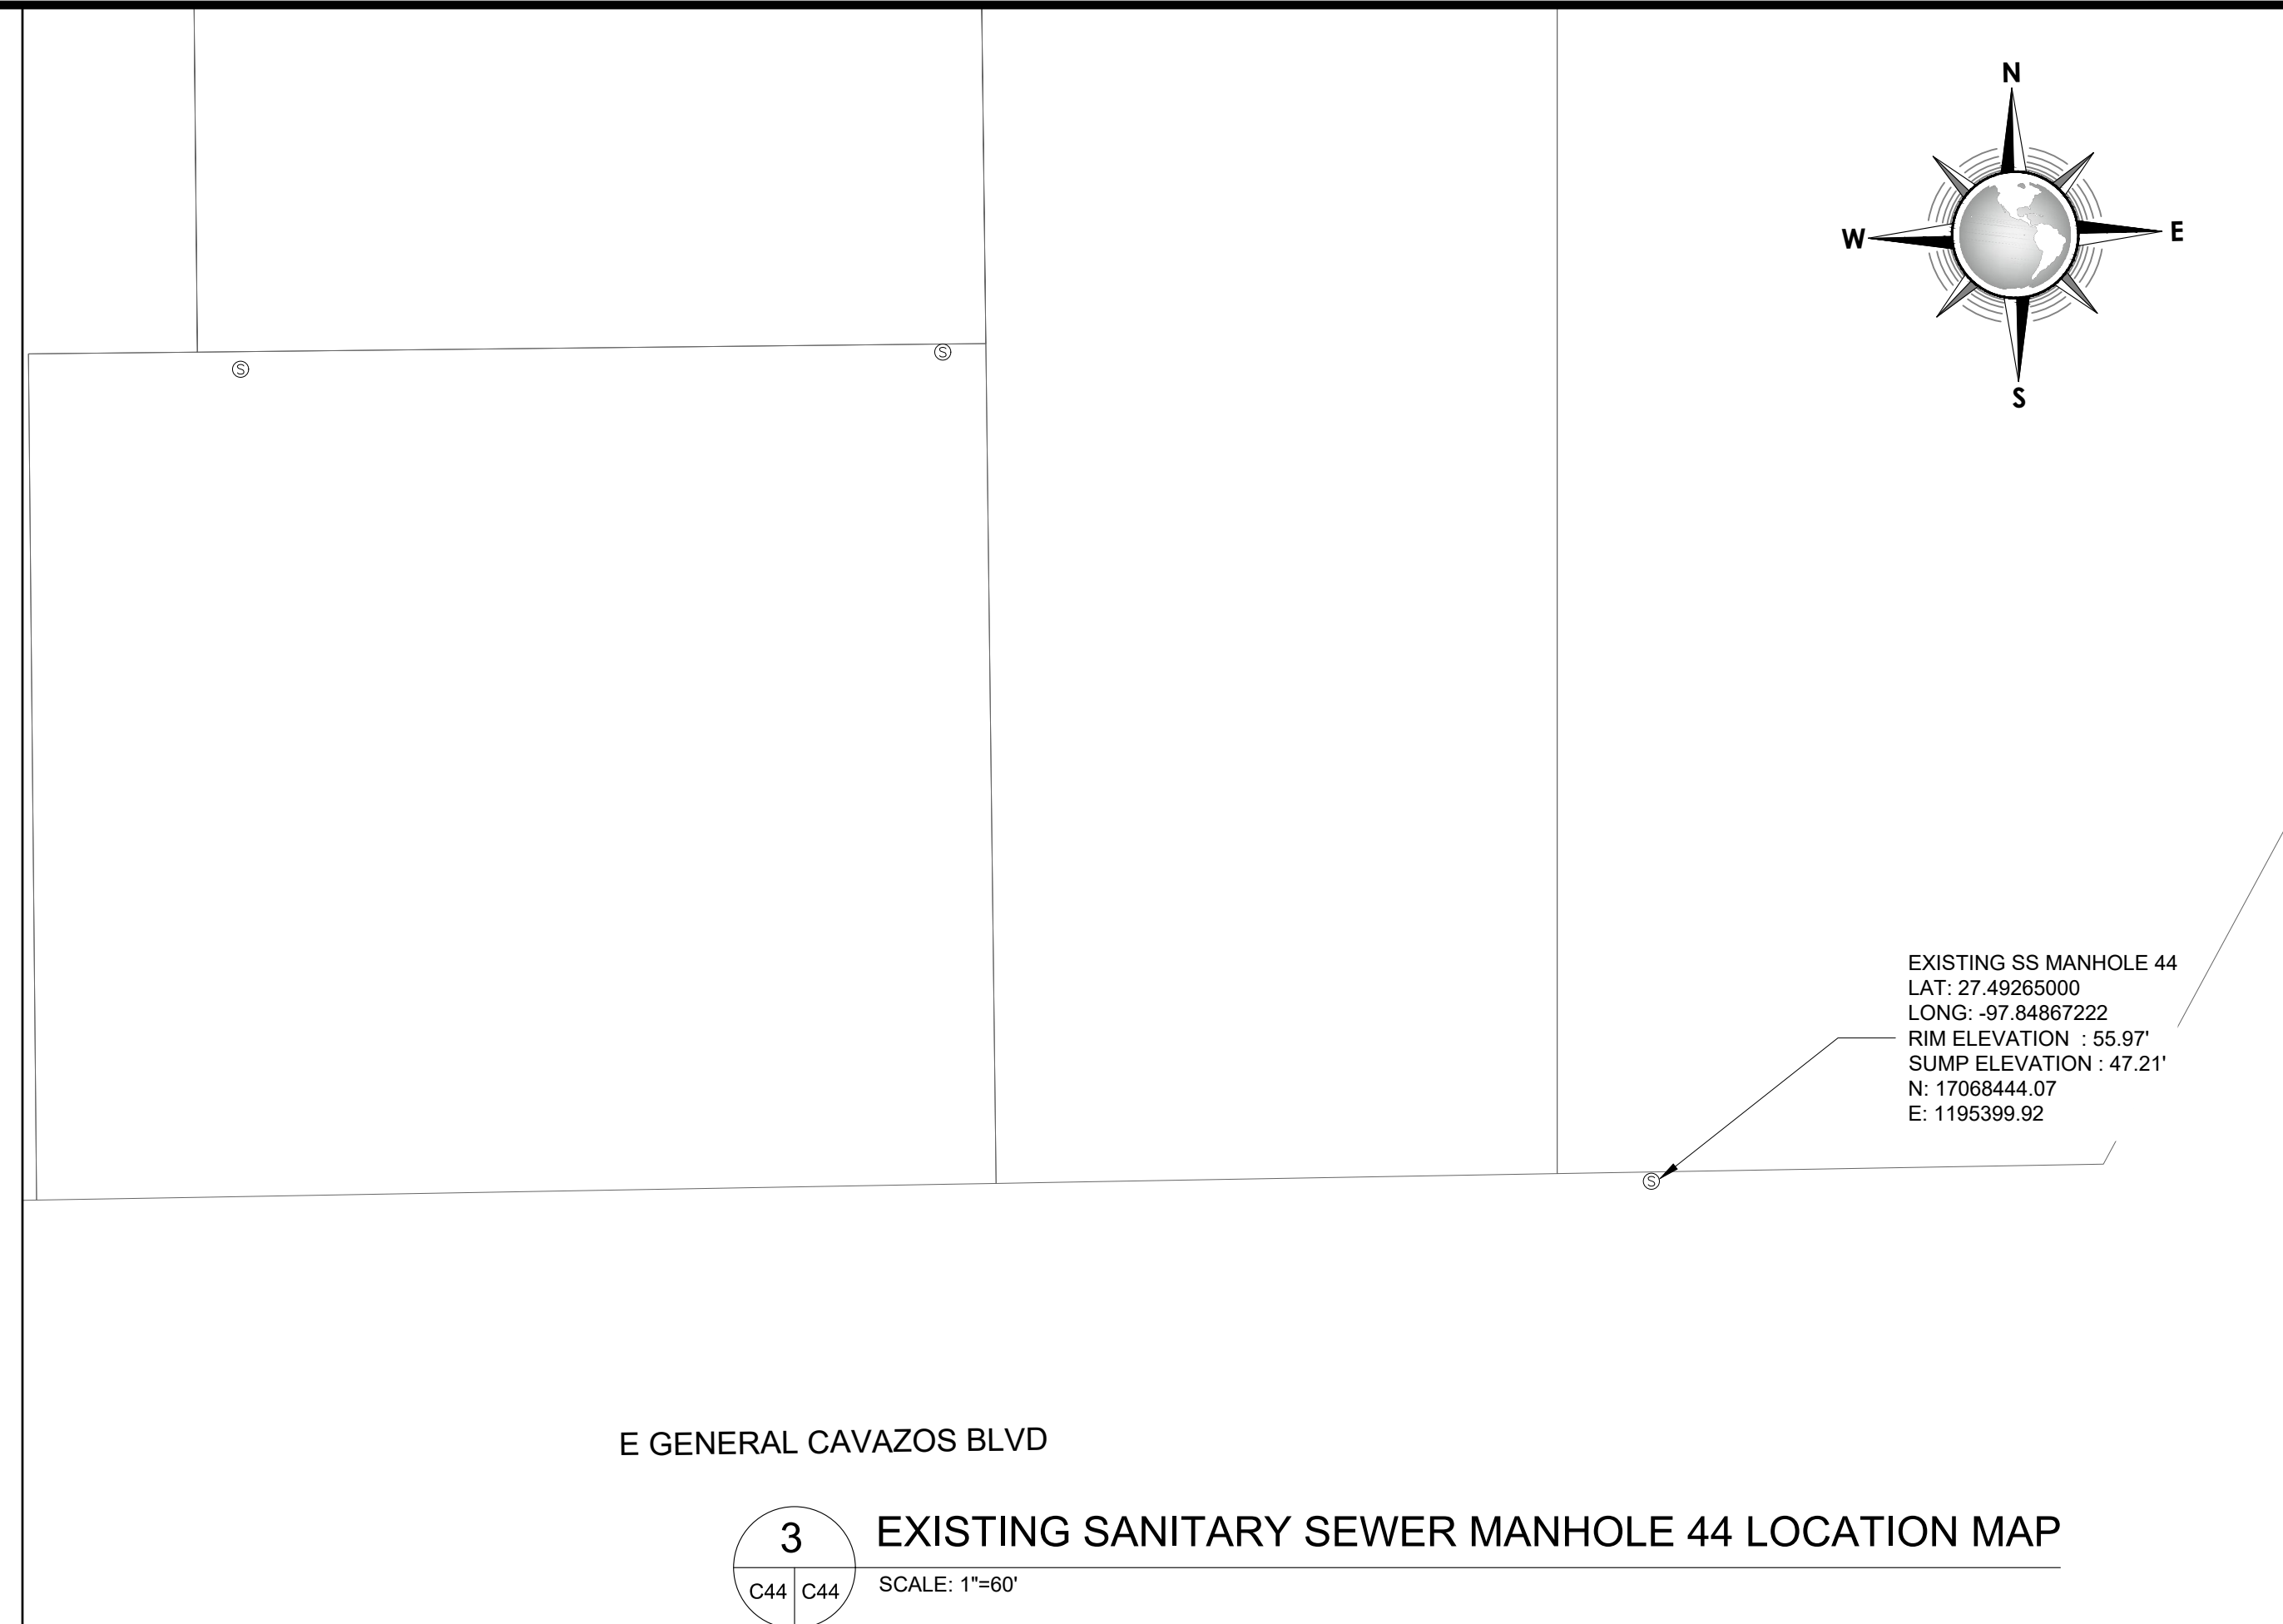 N
W
E
S
S
S
EXISTING SS MANHOLE 44
LAT: 27.49265000
LONG: -97.84867222
RIM ELEVATION : 55.97'
SUMP ELEVATION : 47.21'
N: 17068444.07
E: 1195399.92
S
E GENERAL CAVAZOS BLVD
3
EXISTING SANITARY SEWER MANHOLE 44 LOCATION MAP
C44 C44
SCALE: 1"=60'